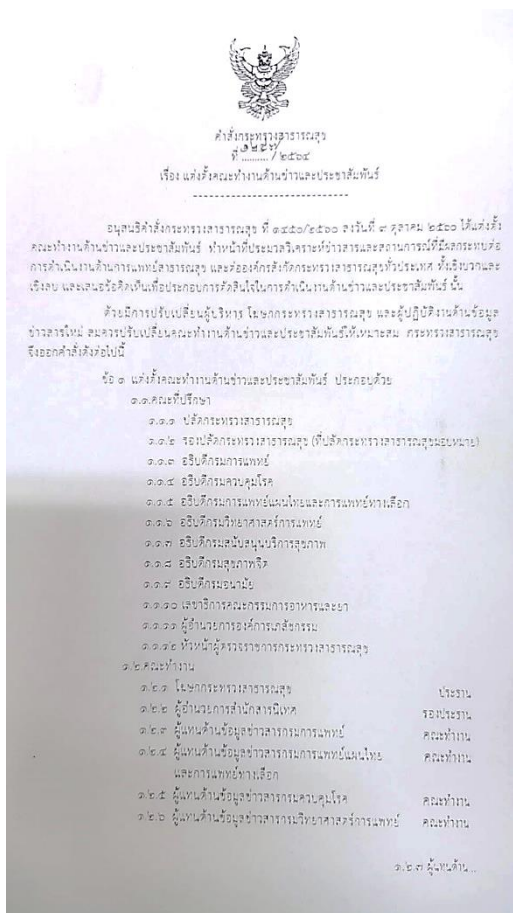 คำสั่งกระทรวงสาธารณสุข
ที่ ......... / ๒๕๖๔
เรื่อง แต่งตั้งคณะทำงานด้านข่าวและประชาสัมพันธ์
-----------------------------
อนุสนธิคำสั่งกระทรวงสาธารณสุข ที่ ๑๔๕๐/๒๕๖๐ ลงวันที่ ๓ ตุลาคม ๒๕๖๐ ได้แต่งตั้ง
คณะทำงานด้านข่าวและประชาสัมพันธ์ ทำหน้าที่ประมวลวิเคราะห์ข่าวสารและสถานการณ์ที่มีผลกระทบต่อ
การดำเนินงานด้านการแพทย์สาธารณสุข และต่อองค์กรสังกัดกระทรวงสาธารณสุขทั่วประเทศ ทั้งเชิงบวกและ
เชิงลบ และเสนอข้อคิดเห็นเพื่อประกอบการตัดสินใจในการดำเนินงานด้านข่าวและประชาสัมพันธ์ นั้น
ด้วยมีการปรับเปลี่ยนผู้บริหาร โฆษกกระทรวงสาธารณสุข และผู้ปฏิบัติงานด้านข้อมูล
ข่าวสารใหม่ สมควรปรับเปลี่ยนคณะทำงานด้านข่าวและประชาสัมพันธ์ให้เหมาะสม กระทรวงสาธารณสุข
จึงออกคำสั่งดังต่อไปนี้
ข้อ ๑ แต่งตั้งคณะทำงานด้านข่าวและประชาสัมพันธ์ ประกอบด้วย
๑.๑.คณะที่ปรึกษา
๑.๑.๑ ปลัดกระทรวงสาธารณสุข
๑.๑.๒ รองปลัดกระทรวงสาธารณสุข (ที่ปลัดกระทรวงสาธารณสุขมอบหมาย)
๑.๑.๓ อธิบดีกรมการแพทย์
๑.๑.๔ อธิบดีกรมควบคุมโรค
๑.๑.๕ อธิบดีกรมการแพทย์แผนไทยและการแพทย์ทางเลือก
๑.๑.๖ อธิบดีกรมวิทยาศาสตร์การแพทย์
๑.๑.๗ อธิบดีกรมสนับสนุนบริการสุขภาพ
๑.๑.๘ อธิบดีกรมสุขภาพจิต
๑.๑.๙ อธิบดีกรมอนามัย
๑.๑.๑๐ เลขาธิการคณะกรรมการอาหารและยา
๑.๑.๑๑ ผู้อำนวยการองค์การเภสัชกรรม
๑.๑.๑๒ หัวหน้าผู้ตรวจราชการกระทรวงสาธารณสุข
๑.๒.คณะทำงาน
๑.๒.๑ โฆษกกระทรวงสาธารณสุข ประธาน
๑.๒.๒ ผู้อำนวยการสำนักสารนิเทศ รองประธาน
๑.๒.๓ ผู้แทนด้านข้อมูลข่าวสารกรมการแพทย์ คณะทำงาน
๑.๒.๔ ผู้แทนด้านข้อมูลข่าวสารกรมการแพทย์แผนไทย คณะทำงาน
และการแพทย์ทางเลือก
๑.๒.๕ ผู้แทนด้านข้อมูลข่าวสารกรมควบคุมโรค คณะทำงาน
๑.๒.๖ ผู้แทนด้านข้อมูลข่าวสารกรมวิทยาศาสตร์การแพทย์ คณะทำงาน
๑.๒.๗ ผู้แทนด้าน...